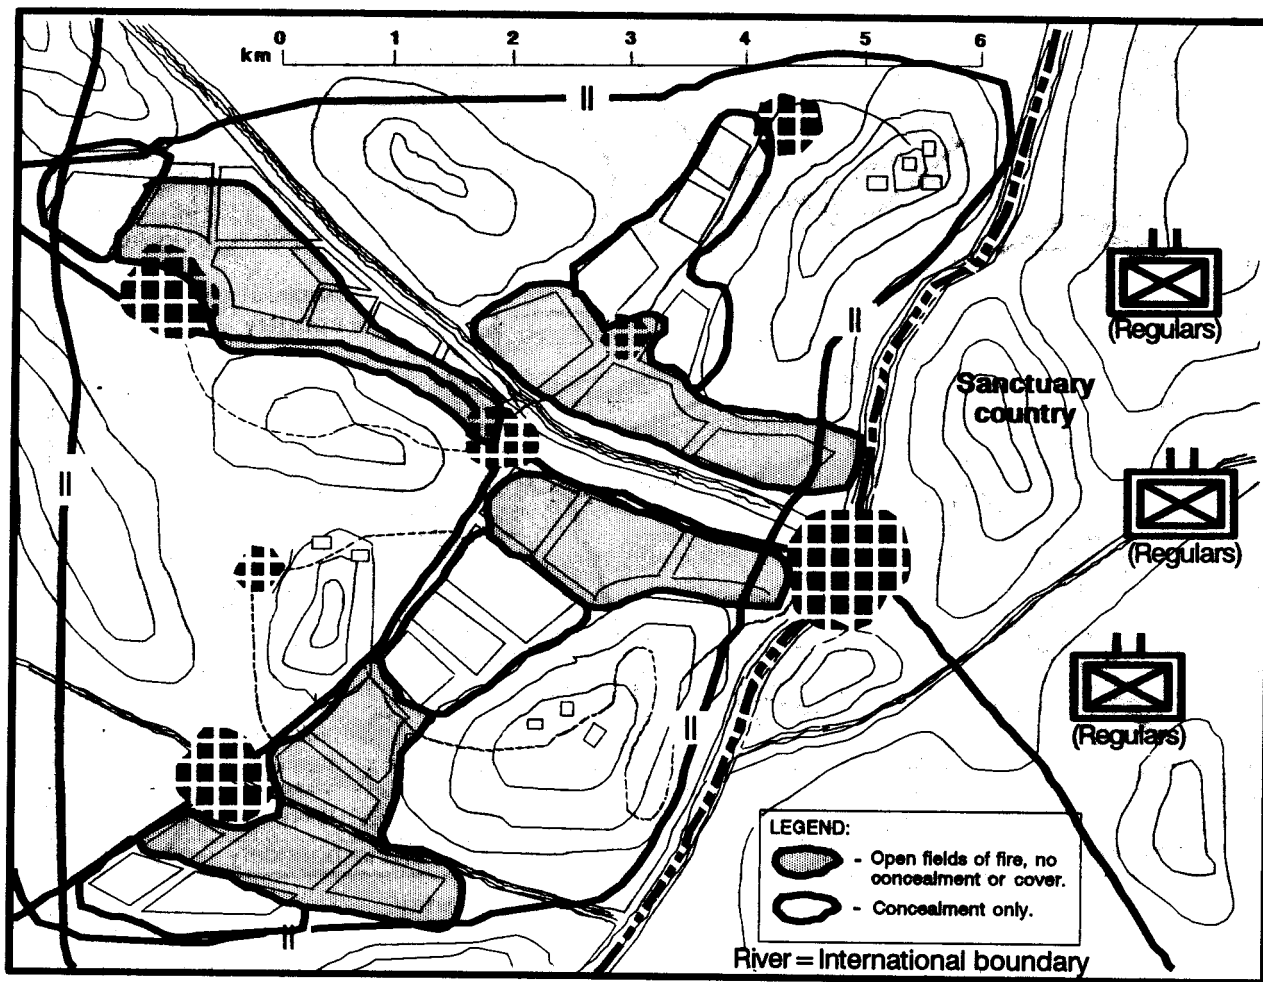 0 1 2 3 4 5 6
km
II
(Regulars)
II
Sanctuary
country
II
(Regulars)
(Regulars)
II
LEGEND:
- Open fields of fire, no
concealment or cover.
- Concealment only.
II
River = International boundary